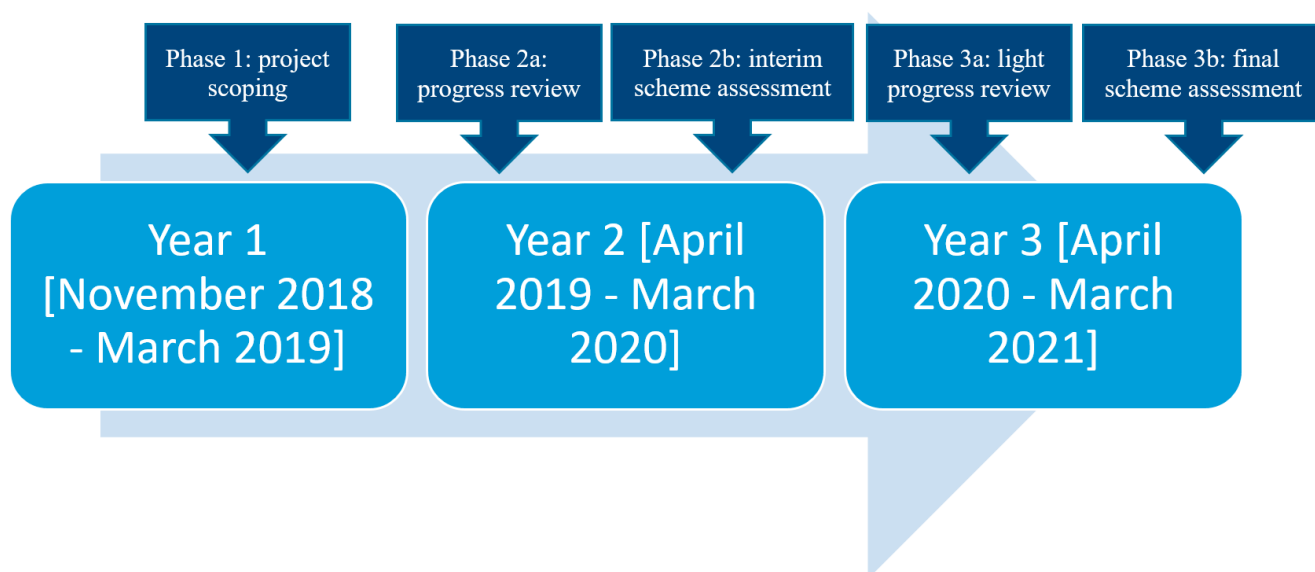 Phase 1: project
scoping
Phase 2a:
progress review
Phase 2b: interim
scheme assessment
Phase 3a: light
progress review
Phase 3b: final
scheme assessment
Year 1
[November 2018
- March 2019]
Year 2 [April
2019 - March
2020]
Year 3 [April
2020 - March
2021]